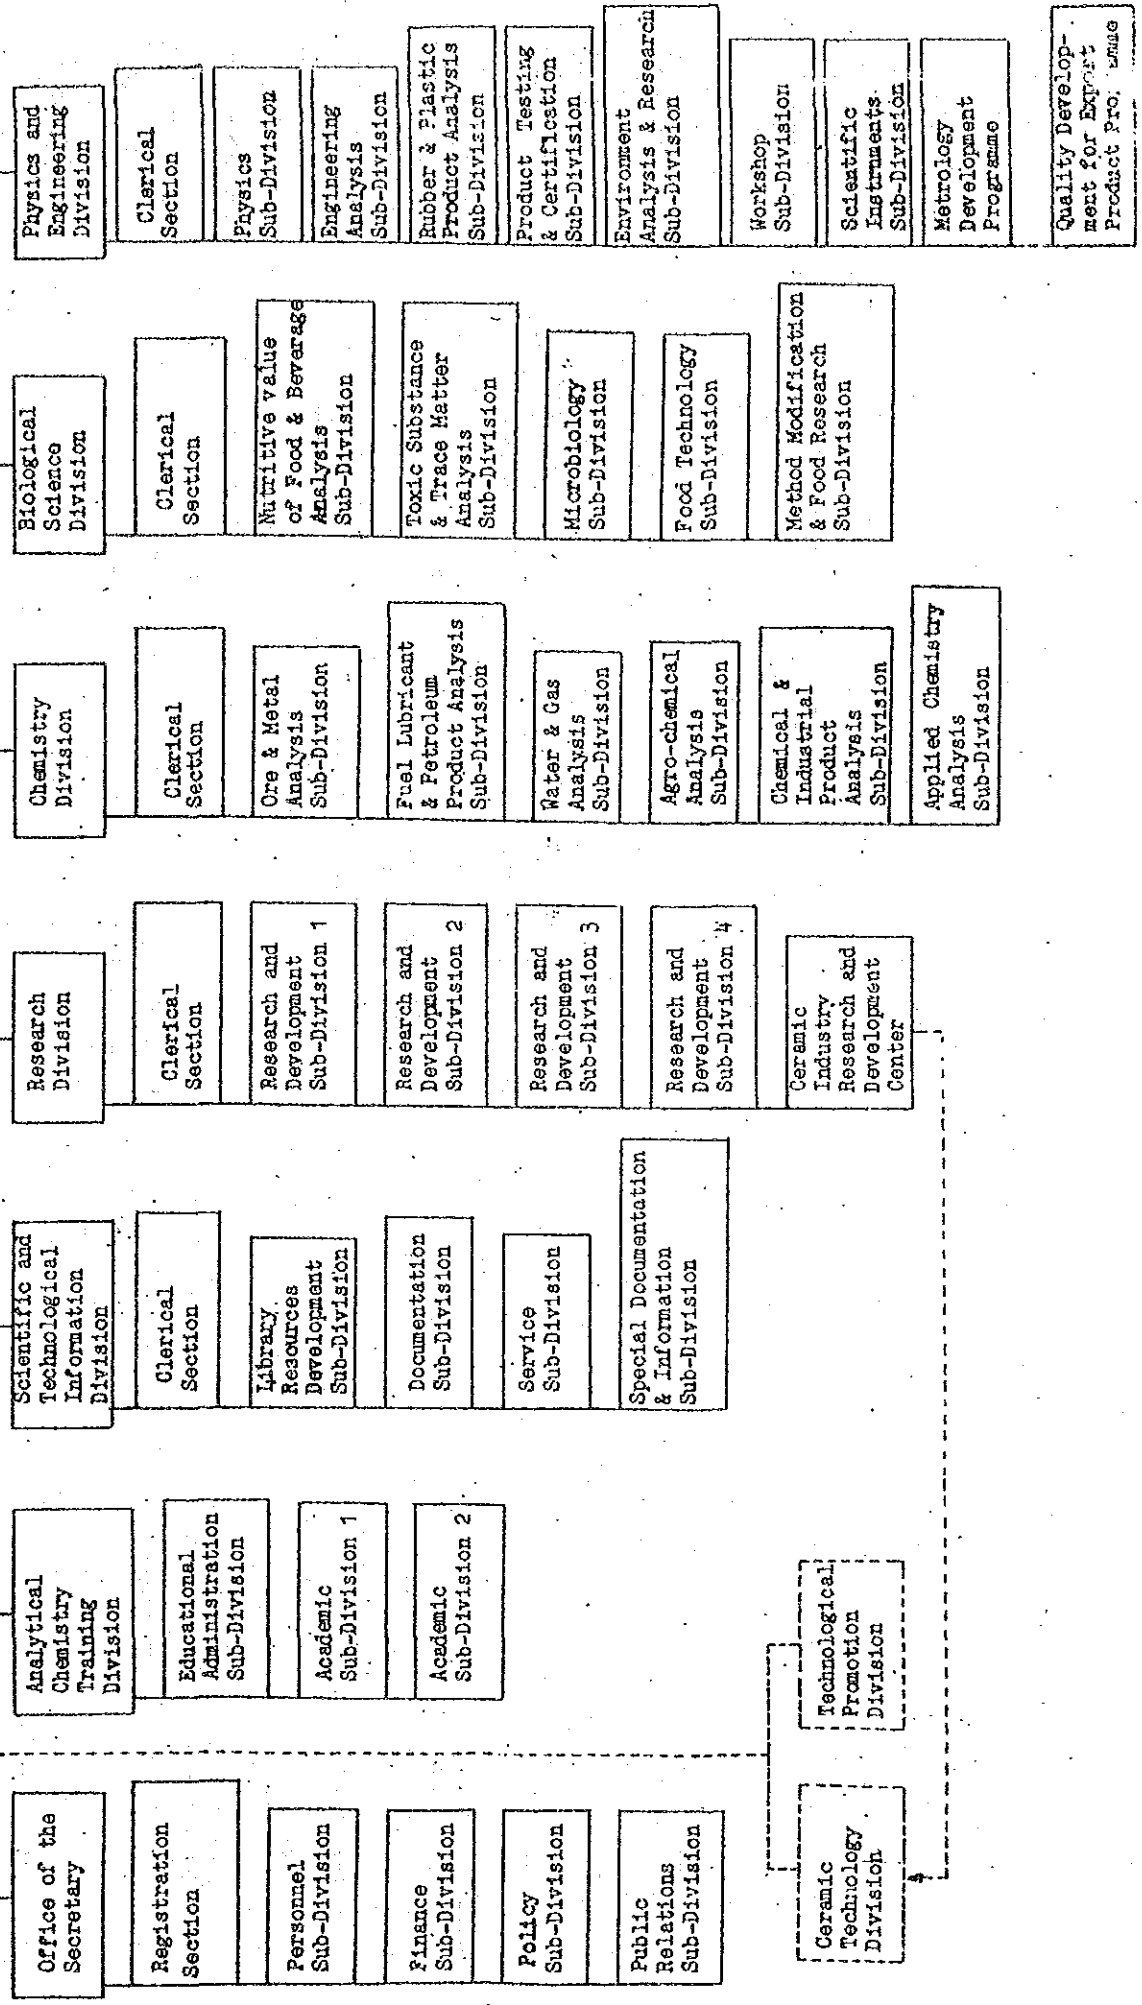 Office of the
Secretary
Registration
Section
Personnel
Sub-Division
Finance
Sub-Division
Policy
Sub-Division
Public
Relations
Sub-Division
Analytical
Chemistry
Training
Division
Educational
Administration
Sub-Division
Academic
Sub-Division 1
Academic
Sub-Division 2
Scientific and
Technological
Information
Division
Clerical
Section
Library
Resources
Development
Sub-Division
Documentation
Sub-Division
Service
Sub-Division
Special Documentation
& Information
Sub-Division
Research
Division
Clerical
Section
Research and
Development
Sub-Division 1
Research and
Development
Sub-Division 2
Research and
Development
Sub-Division 3
Research and
Development
Sub-Division 4
Ceramic
Industry
Research and
Development
Center
Chemistry
Division
Clerical
Section
Ore & Metal
Analysis
Sub-Division
Fuel Lubricant
& Petroleum
Product Analysis
Sub-Division
Water & Gas
Analysis
Sub-Division
Agro-chemical
Analysis
Sub-Division
Chemical &
Industrial
Product
Analysis
Sub-Division
Applied Chemistry
Analysis
Sub-Division
Biological
Science
Division
Clerical
Section
Nutritive value
of Food & Beverage
Analysis
Sub-Division
Toxic Substance
& Trace Matter
Analysis
Sub-Division
Microbiology
Sub-Division
Food Technology
Sub-Division
Method Modification
& Food Research
Sub-Division
Physics and
Engineering
Division
Clerical
Section
Physics
Sub-Division
Engineering
Analysis
Sub-Division
Rubber & Plastic
Product Analysis
Sub-Division
Product Testing
& Certification
Sub-Division
Environment
Analysis & Research
Sub-Division
Workshop
Sub-Division
Scientific
Instruments
Sub-Division
Metrology
Development
Programme
Quality Develop-
ment for Export
Product
Ceramic
Technology
Division
Technological
Promotion
Division